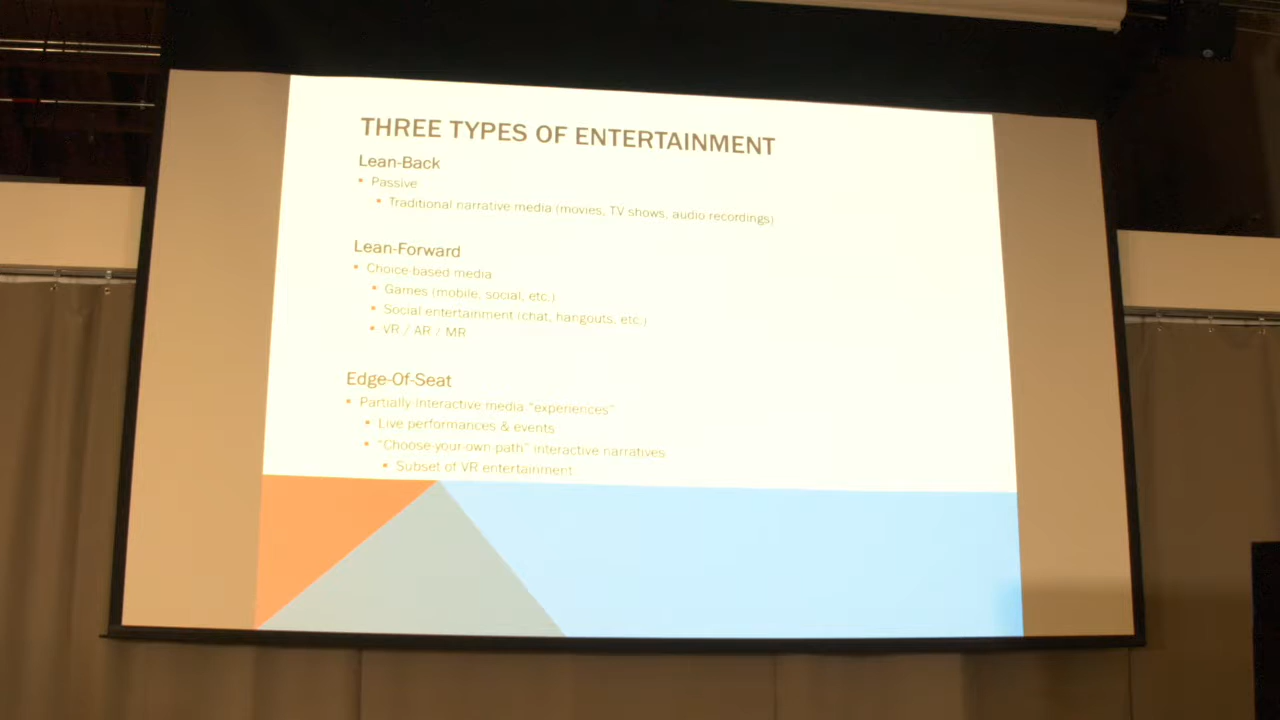 THREE TYPES OF ENTERTAINMENT
Lean-Back
Passive
Traditional narrative media (movies, TV shows, audio recordings)
Lean-Forward
Choice-based media
Games (mobile, social, etc.)
Social entertainment (chat, hangouts, etc.)
VR / AR / MR
Edge-Of-Seat
Partially-interactive media “experiences”
Live performances & events
“Choose-your-own-path” interactive narratives
Subset of VR entertainment